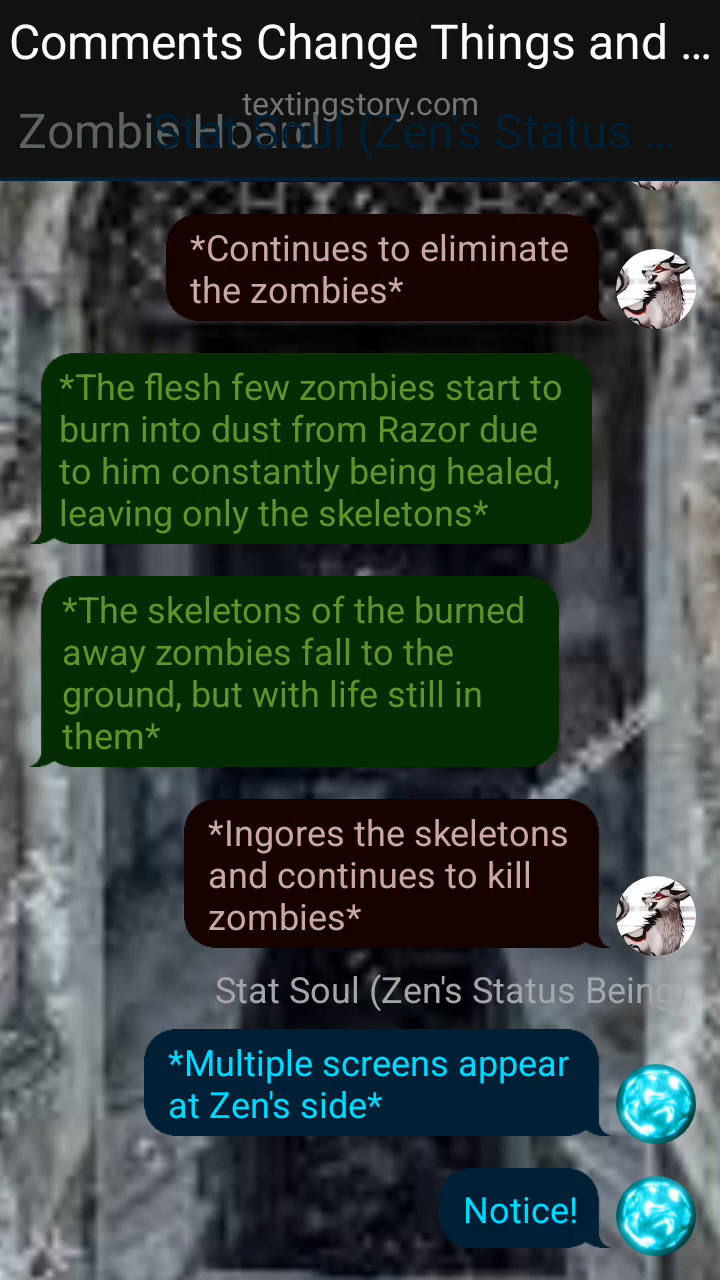 Comments Change Things and ...
textingstory.com
Zombie Hoard
Stat Soul (Zen's Status ...
*Continues to eliminate
the zombies*
*The flesh few zombies start to
burn into dust from Razor due
to him constantly being healed,
leaving only the skeletons*
*The skeletons of the burned
away zombies fall to the
ground, but with life still in
them*
*Ingores the skeletons
and continues to kill
zombies*
Stat Soul (Zen's Status Being)
*Multiple screens appear
at Zen's side*
Notice!